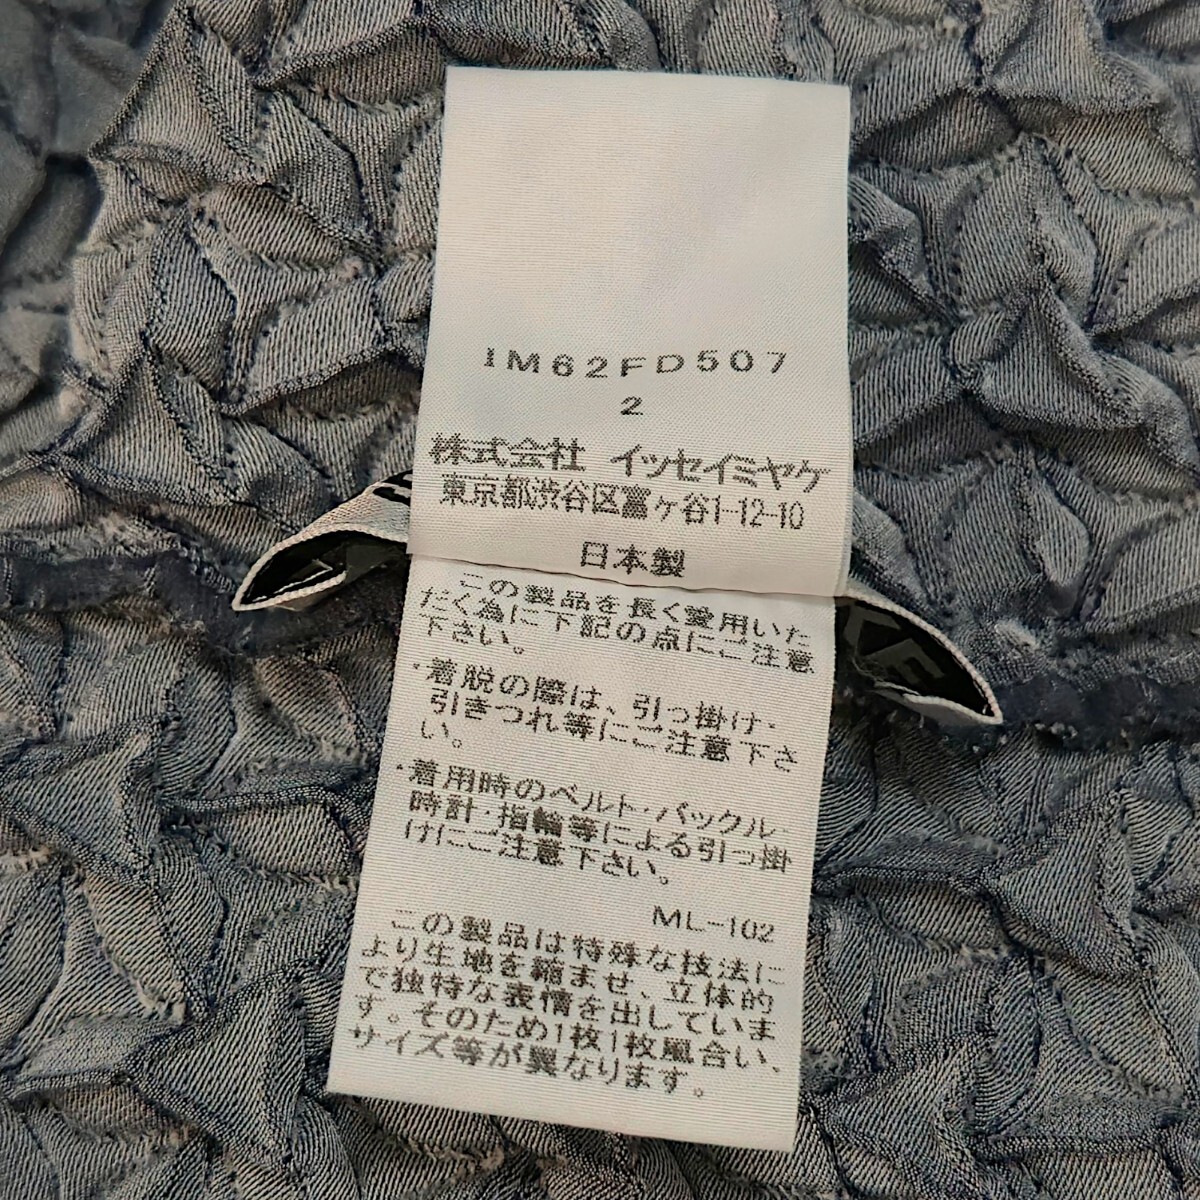 IM62FD507
2
株式会社 イッセイミヤケ
東京都渋谷区富ヶ谷1-12-10
日本製
この製品を長く愛用いた
だく為に下記の点にご注意
下さい。
・着脱の際は、引っ掛け・
引きつれ等にご注意下さ
い。
・着用時のベルト・バックル・
時計・指輪等による引っ掛
けにご注意下さい。
ML-102
この製品は特殊な技法に
より生地を縮ませ、立体的
で独特な表情を出していま
す。そのため1枚1枚風合い、
サイズ等が異なります。